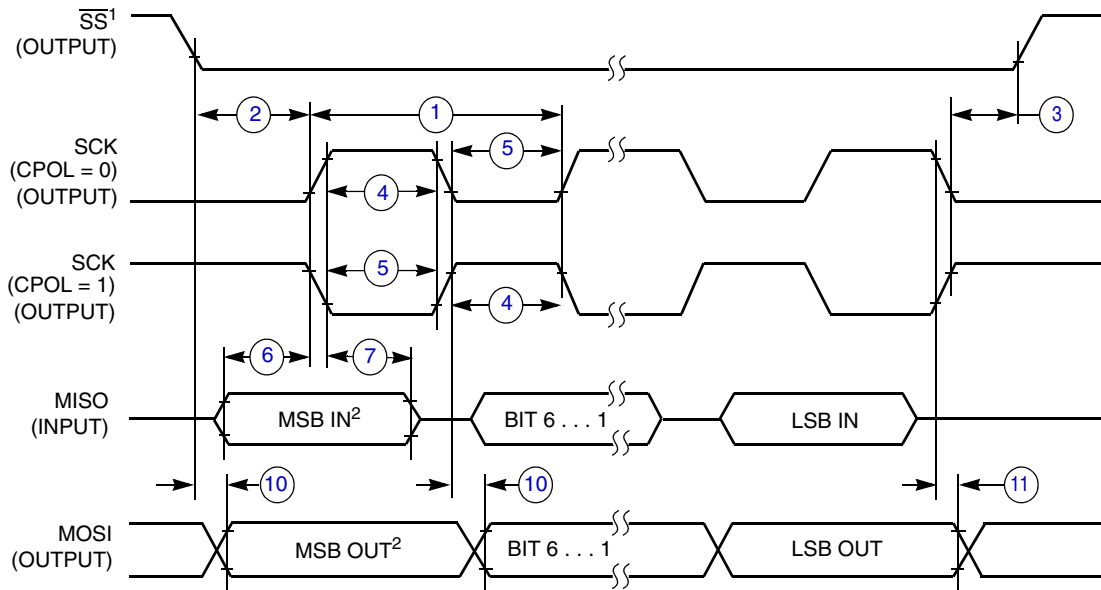 SS¹
(OUTPUT)
2
1
3
SCK
(CPOL = 0)
(OUTPUT)
5
4
SCK
(CPOL = 1)
(OUTPUT)
5
4
6
7
MISO
(INPUT)
MSB IN²
BIT 6 . . . 1
LSB IN
10
10
11
MOSI
(OUTPUT)
MSB OUT²
BIT 6 . . . 1
LSB OUT